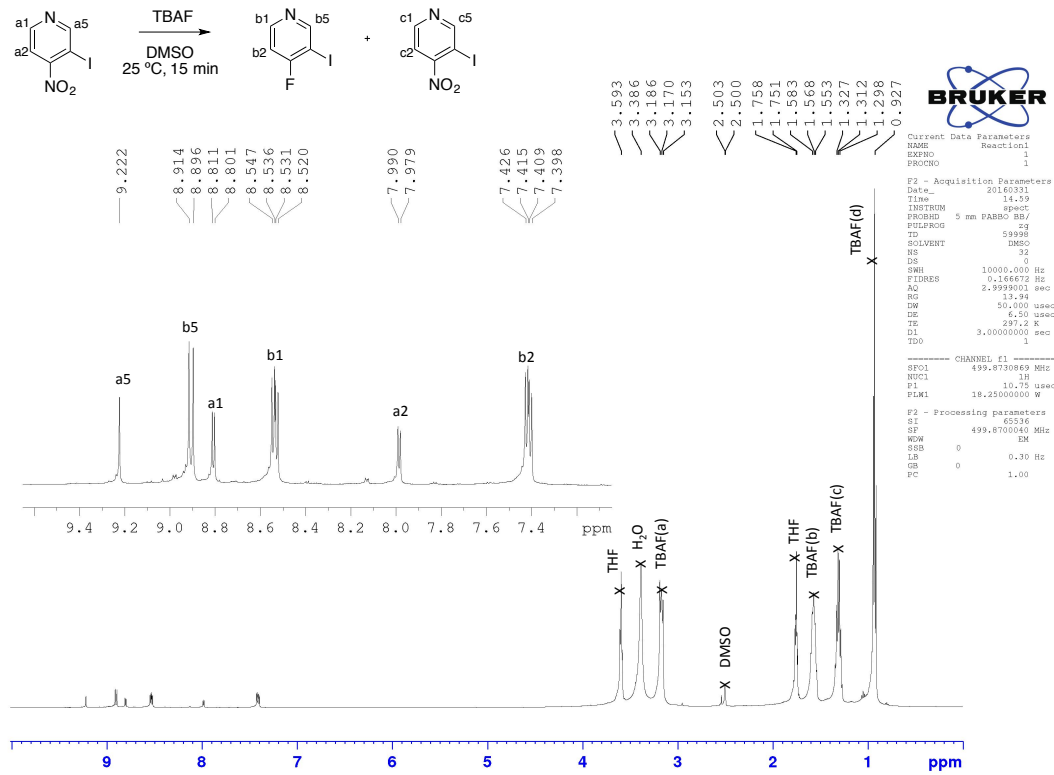 a1 N a5
a2 I
NO2
TBAF
DMSO
25 ºC, 15 min
b1 N b5
b2 I
F
+
c1 N c5
c2 I
NO2
9.222
8.914
8.896
8.811
8.801
8.547
8.536
8.531
8.520
7.990
7.979
7.426
7.415
7.409
7.398
3.593
3.386
3.186
3.170
3.153
2.503
2.500
1.758
1.751
1.583
1.568
1.553
1.327
1.312
1.298
0.927
BRUKER
Current Data Parameters
NAME Reaction1
EXPNO 1
PROCNO 1
F2 - Acquisition Parameters
Date_ 20160331
Time 14.59
INSTRUM spect
PROBHD 5 mm PABBO BB/
PULPROG zg
TD 59998
SOLVENT DMSO
NS 32
DS 0
SWH 10000.000 Hz
FIDRES 0.166672 Hz
AQ 2.9999001 sec
RG 13.94
DW 50.000 usec
DE 6.50 usec
TE 297.2 K
D1 3.00000000 sec
TD0 1
======== CHANNEL f1 ========
SFO1 499.8730869 MHz
NUC1 1H
P1 10.75 usec
PLW1 18.25000000 W
F2 - Processing parameters
SI 65536
SF 499.8700040 MHz
WDW EM
SSB 0
LB 0.30 Hz
GB 0
PC 1.00
a5
b5
a1
b1
a2
b2
9.4 9.2 9.0 8.8 8.6 8.4 8.2 8.0 7.8 7.6 7.4 ppm
THF
X
H2O
X
TBAF(a)
X
DMSO
X
THF
X
TBAF(b)
X
TBAF(c)
X
TBAF(d)
X
9 8 7 6 5 4 3 2 1 ppm